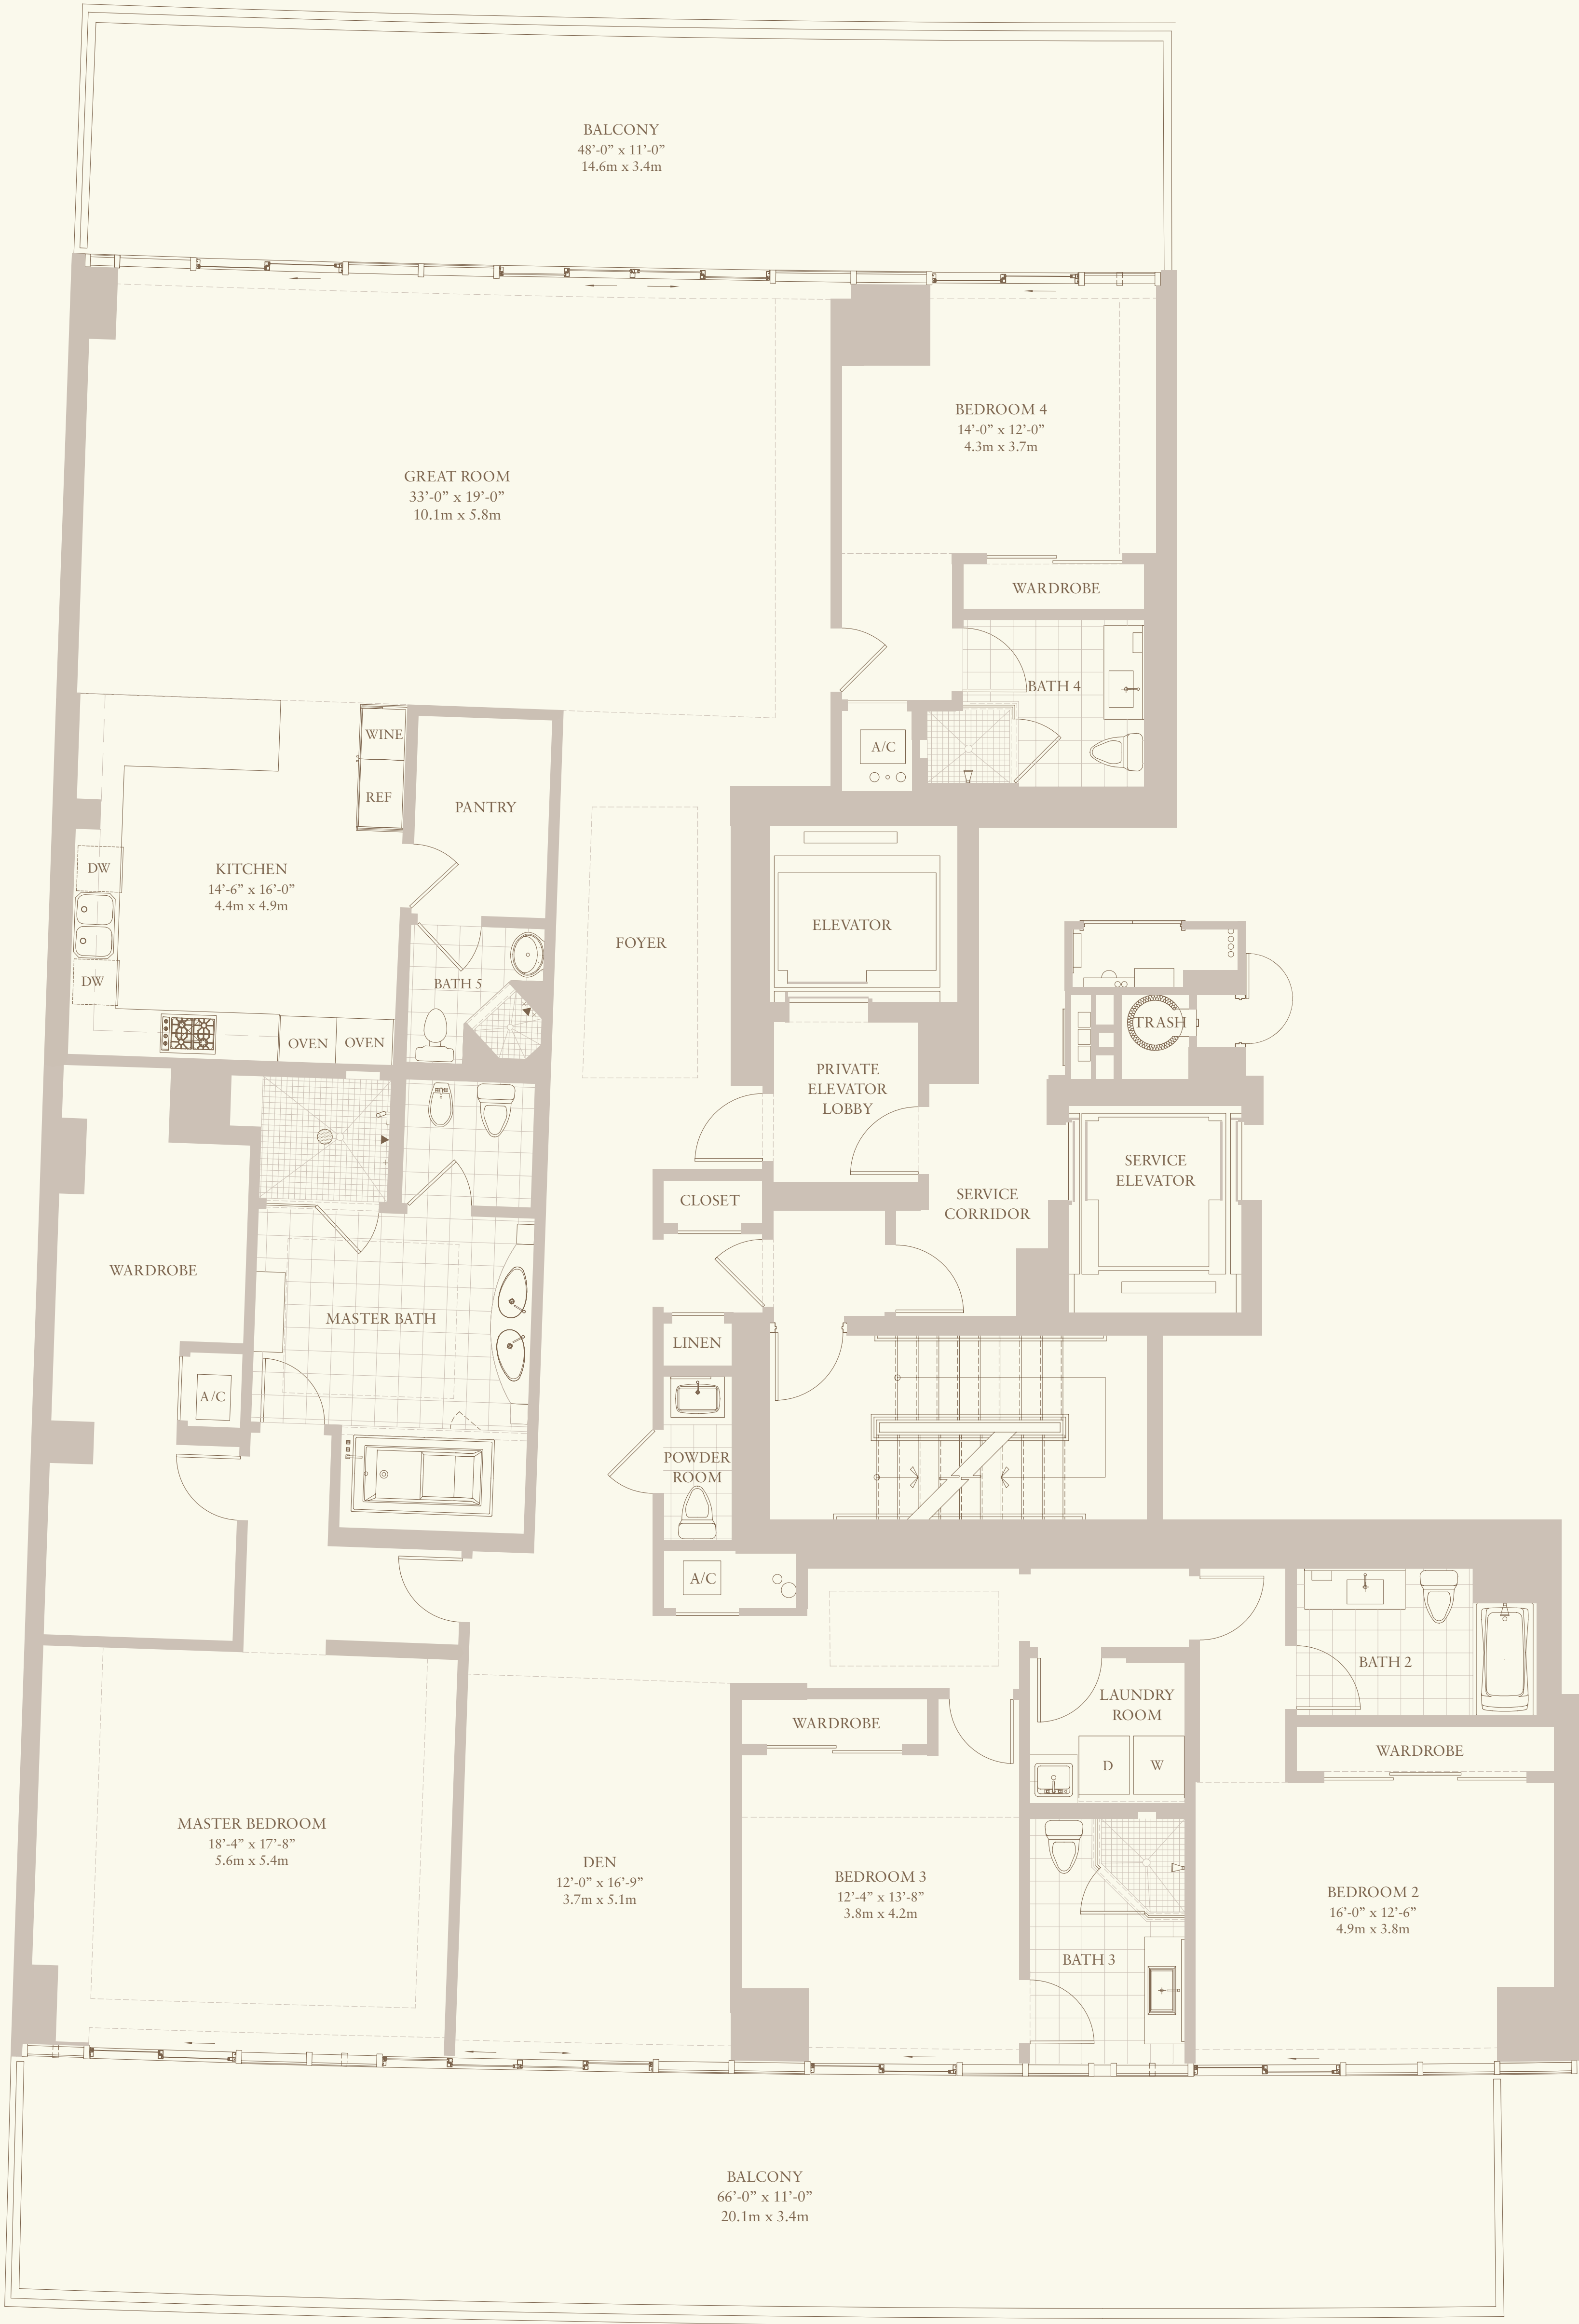 BALCONY
48’-0” x 11’-0”
14.6m x 3.4m
BEDROOM 4
14’-0” x 12’-0”
4.3m x 3.7m
GREAT ROOM
33’-0” x 19’-0”
10.1m x 5.8m
WARDROBE
BATH 4
WINE
A/C
REF
PANTRY
DW
KITCHEN
14’-6” x 16’-0”
4.4m x 4.9m
ELEVATOR
FOYER
DW
BATH 5
TRASH
OVEN
OVEN
PRIVATE
ELEVATOR
LOBBY
SERVICE
ELEVATOR
CLOSET
SERVICE
CORRIDOR
WARDROBE
MASTER BATH
LINEN
A/C
POWDER
ROOM
A/C
BATH 2
LAUNDRY
ROOM
WARDROBE
WARDROBE
D
W
MASTER BEDROOM
18’-4” x 17’-8”
5.6m x 5.4m
DEN
12’-0” x 16’-9”
3.7m x 5.1m
BEDROOM 3
12’-4” x 13’-8”
3.8m x 4.2m
BEDROOM 2
16’-0” x 12’-6”
4.9m x 3.8m
BATH 3
BALCONY
66’-0” x 11’-0”
20.1m x 3.4m